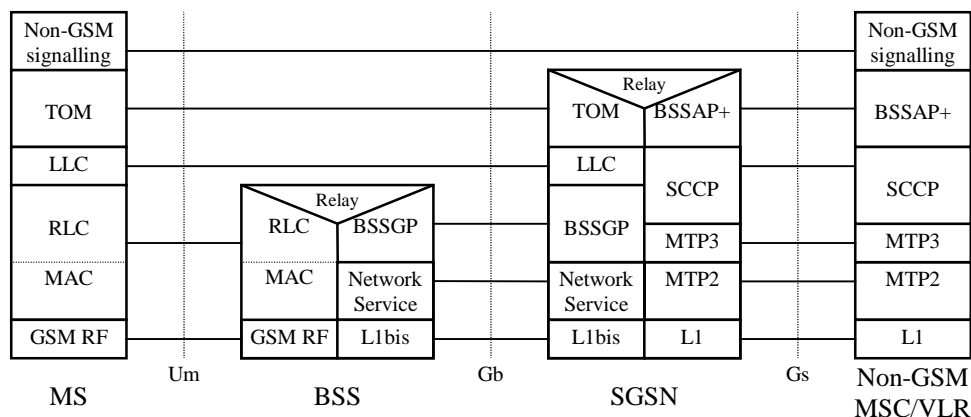 Non-GSM
signalling
TOM
LLC
RLC
MAC
GSM RF
MS
Um
Relay
RLC
BSSGP
MAC
Network
Service
GSM RF
L1bis
BSS
Gb
Relay
TOM
BSSAP+
LLC
SCCP
BSSGP
MTP3
Network
Service
MTP2
L1bis
L1
SGSN
Gs
Non-GSM
signalling
BSSAP+
SCCP
MTP3
MTP2
L1
Non-GSM
MSC/VLR